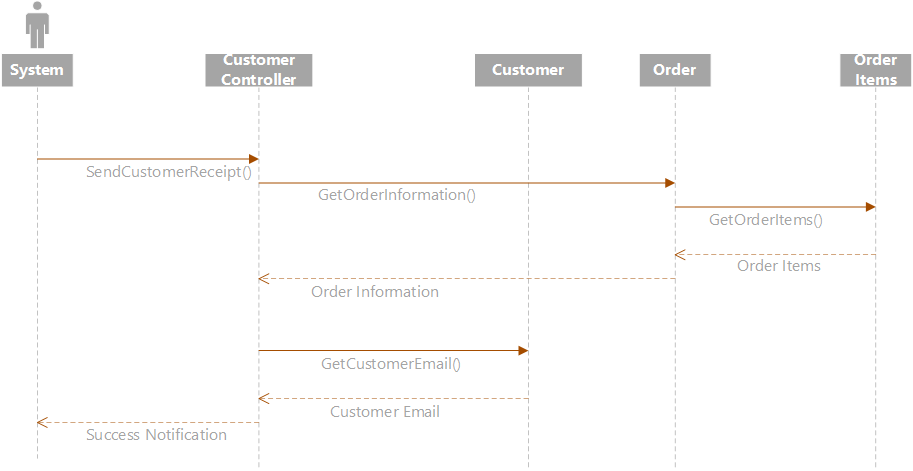 System
Customer
Controller
Customer
Order
Order
Items
SendCustomerReceipt()
GetOrderInformation()
GetOrderItems()
Order Items
Order Information
GetCustomerEmail()
Customer Email
Success Notification